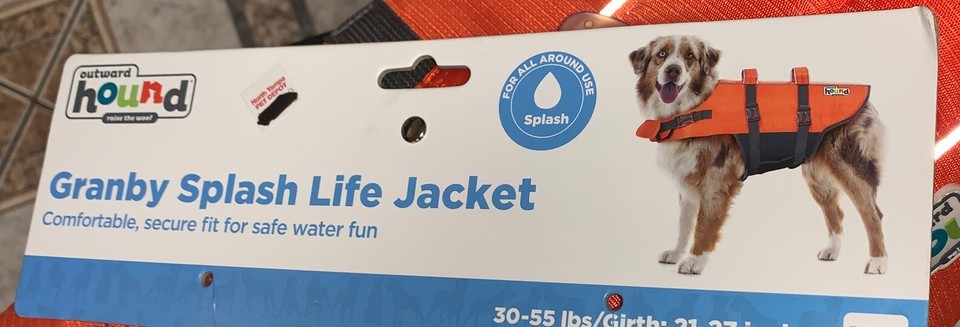 outward
hound
raise the woof
North Tampa
PET DEPOT
FOR ALL AROUND USE
Splash
hound
Granby Splash Life Jacket
Comfortable, secure fit for safe water fun
30-55 lbs/Girth: 21-27